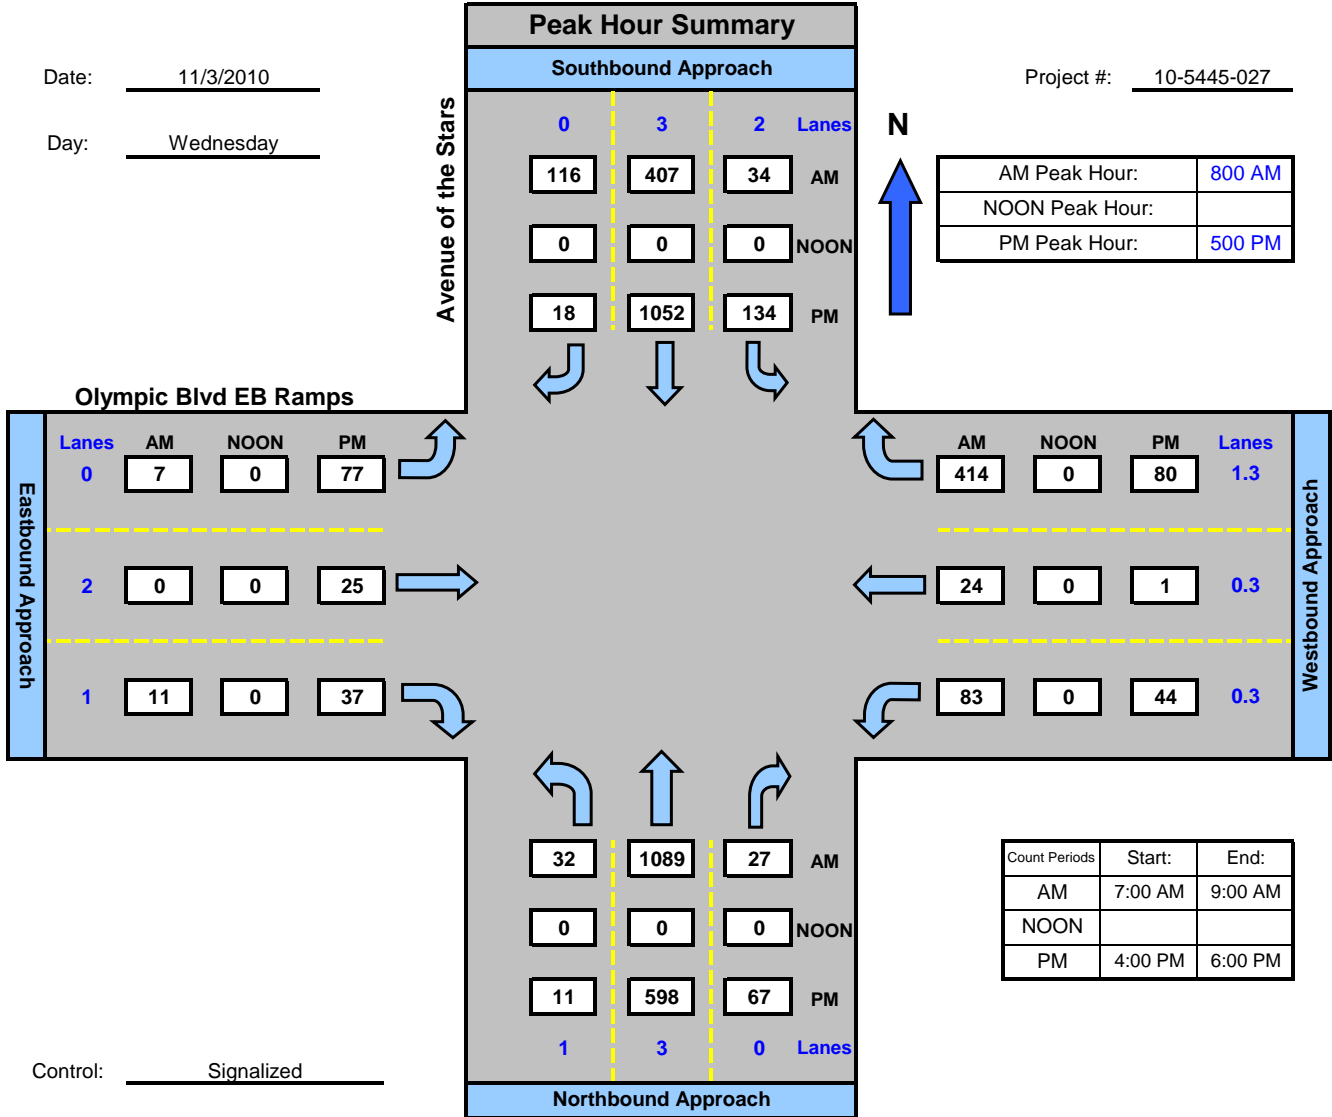 Peak Hour Summary
Southbound Approach
Date: 11/3/2010
Project #: 10-5445-027
Day: Wednesday
Avenue of the Stars
0 3 2 Lanes
116 407 34 AM
0 0 0 NOON
18 1052 134 PM
N
AM Peak Hour: 800 AM
NOON Peak Hour:
PM Peak Hour: 500 PM
Olympic Blvd EB Ramps
Eastbound Approach
Lanes AM NOON PM
0 7 0 77
2 0 0 25
1 11 0 37
AM NOON PM Lanes
414 0 80 1.3
24 0 1 0.3
83 0 44 0.3
Westbound Approach
32 1089 27 AM
0 0 0 NOON
11 598 67 PM
1 3 0 Lanes
Northbound Approach
Count Periods Start: End:
AM 7:00 AM 9:00 AM
NOON
PM 4:00 PM 6:00 PM
Control: Signalized